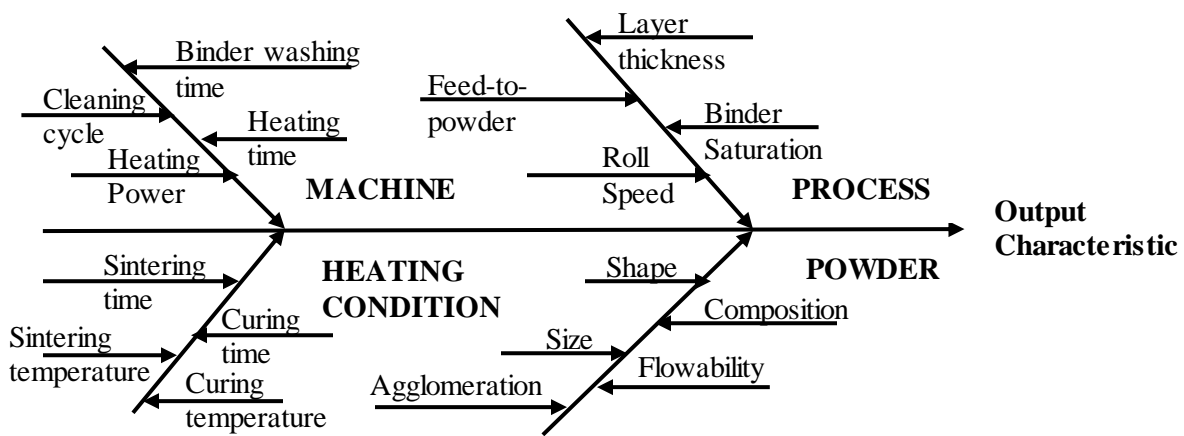 Binder washing
time
Cleaning
cycle
Heating
time
Heating
Power
MACHINE
Layer
thickness
Feed-to-
powder
Binder
Saturation
Roll
Speed
PROCESS
Output
Characteristic
Sintering
time
HEATING
CONDITION
Curing
time
Sintering
temperature
Curing
temperature
Shape
POWDER
Composition
Size
Flowability
Agglomeration